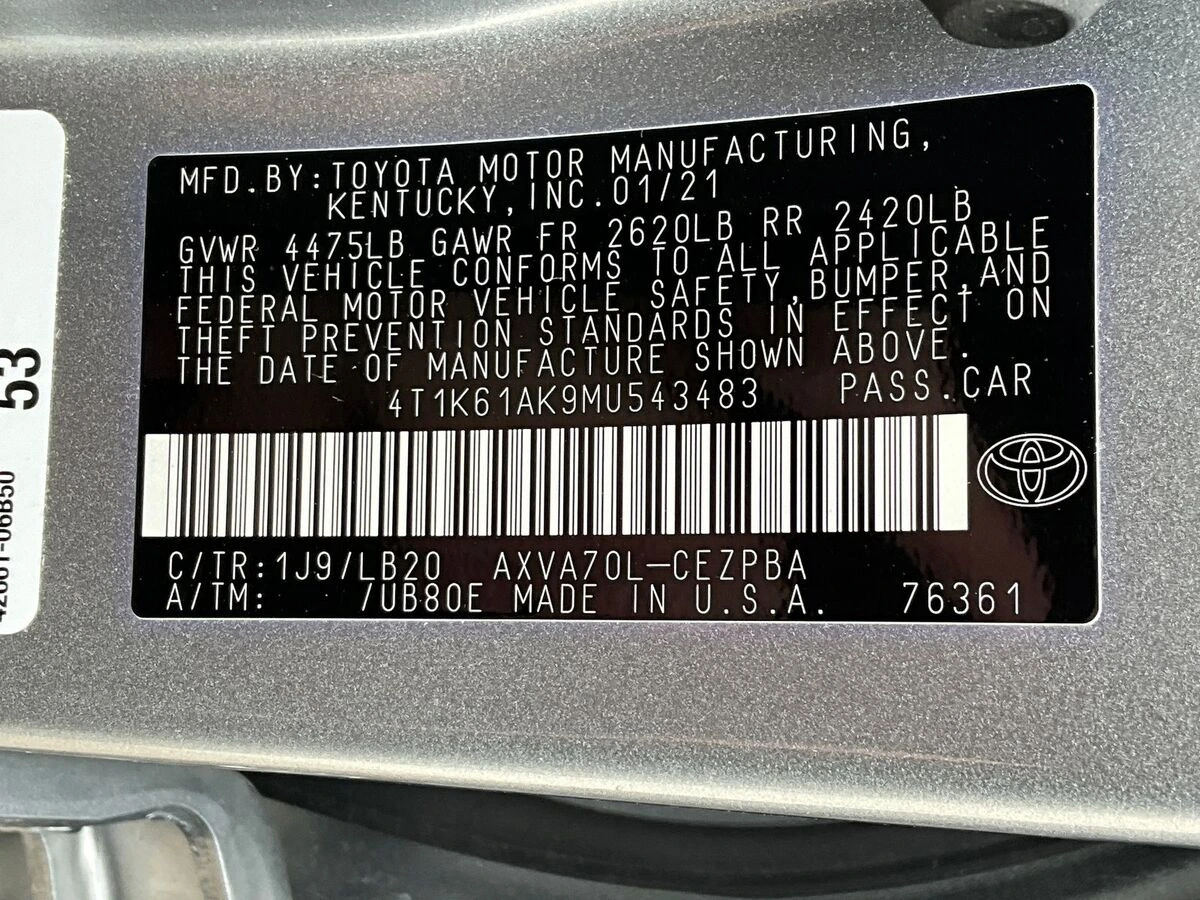 MFD.BY:TOYOTA MOTOR MANUFACTURING,
KENTUCKY, INC.01/21
GVWR 4475LB GAWR FR 2620LB RR 2420LB
THIS VEHICLE CONFORMS TO ALL APPLICABLE
FEDERAL MOTOR VEHICLE SAFETY,BUMPER,AND
THEFT PREVENTION STANDARDS IN EFFECT ON
THE DATE OF MANUFACTURE SHOWN ABOVE.
4T1K61AK9MU543483 PASS.CAR
C/TR:1J9/LB20 AXVA70L-CEZPBA
A/TM: /UB80E MADE IN U.S.A. 76361
53